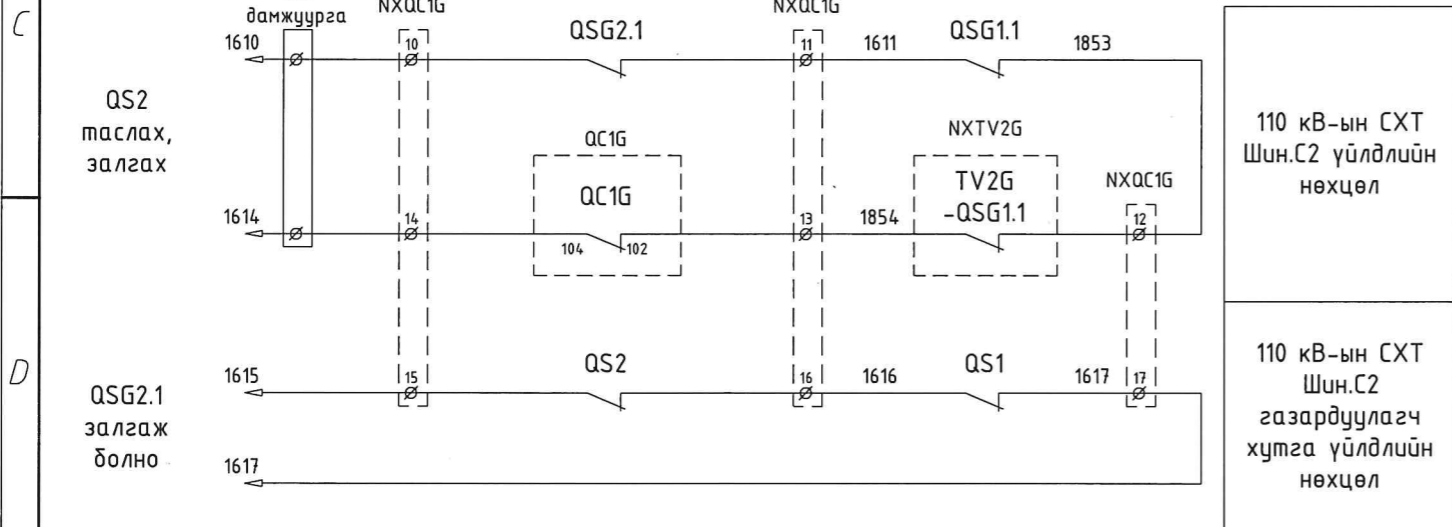 C
дамжуурга
NXQC1G
NXQC1G
1610
10
QSG2.1
11
1611
QSG1.1
1853
QS2
таслах,
залгах
QC1G
NXTV2G
110 кВ-ын СХТ
Шин.С2 үйлдлийн
нөхцөл
QC1G
TV2G
-QSG1.1
NXQC1G
1614
14
104
102
13
1854
12
D
QSG2.1
залгаж
болно
1615
15
QS2
16
1616
QS1
1617
17
1617
110 кВ-ын СХТ
Шин.С2
газардуулагч
хутга үйлдлийн
нөхцөл